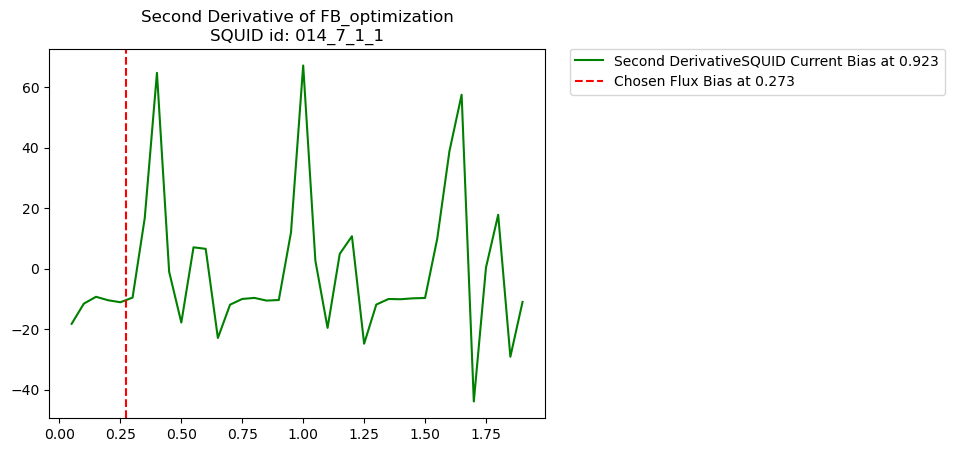 Second Derivative of FB_optimization
SQUID id: 014_7_1_1
Second DerivativeSQUID Current Bias at 0.923
Chosen Flux Bias at 0.273
60
40
20
0
−20
−40
0.00 0.25 0.50 0.75 1.00 1.25 1.50 1.75